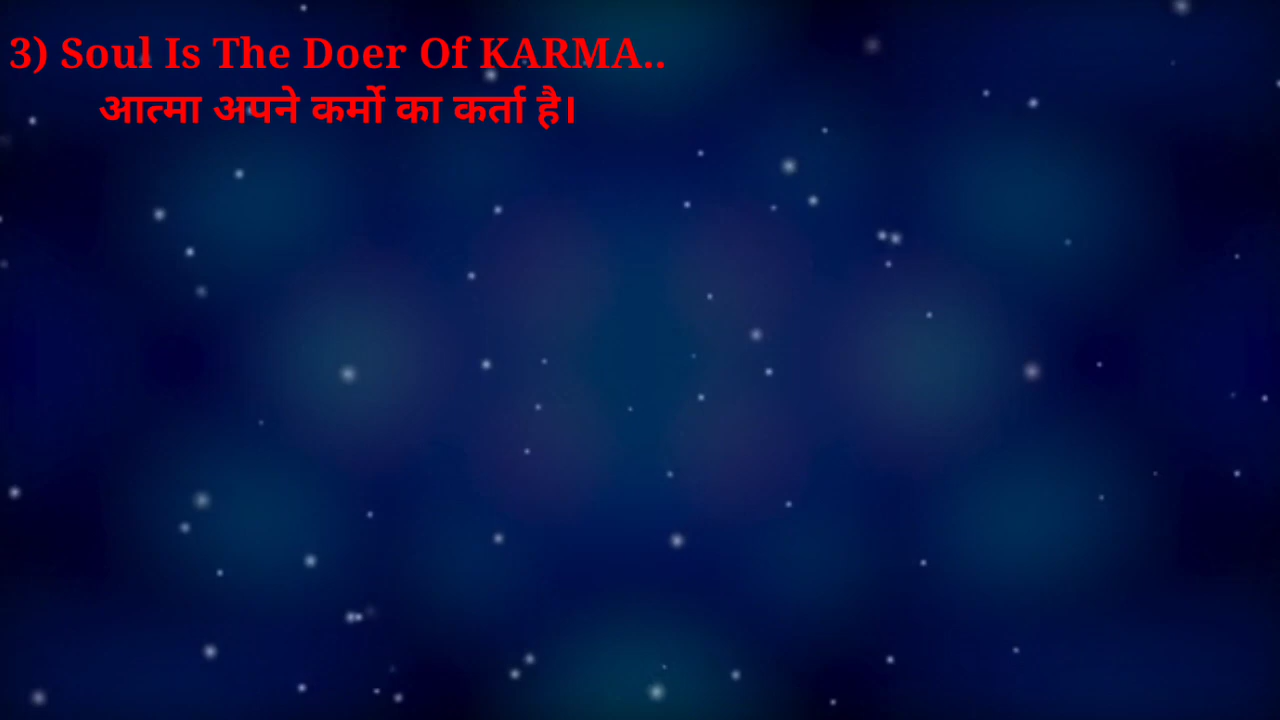 3) Soul Is The Doer Of KARMA..
आत्मा अपने कर्मो का कर्ता है।